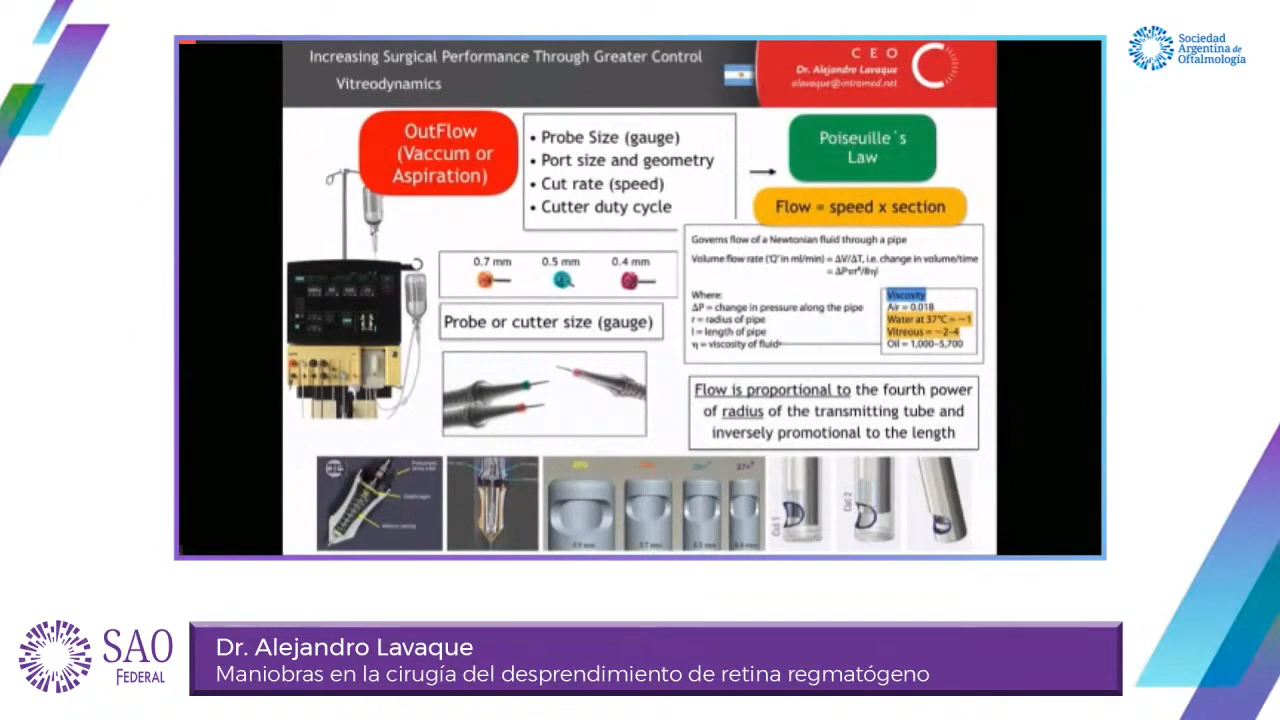 Increasing Surgical Performance Through Greater Control
Vitreodynamics
C E O
Dr. Alejandro Lavaque
alavaque@intramed.net
Sociedad
Argentina de
Oftalmología
OutFlow
(Vaccum or
Aspiration)
• Probe Size (gauge)
• Port size and geometry
• Cut rate (speed)
• Cutter duty cycle
Poiseuille´s
Law
Flow = speed x section
0.7 mm 0.5 mm 0.4 mm
Probe or cutter size (gauge)
Governs flow of a Newtonian fluid through a pipe
Volume flow rate ('Q' in ml/min) = ΔV/ΔT, i.e. change in volume/time
= ΔPπr⁴/8ηl
Where:
ΔP = change in pressure along the pipe
r = radius of pipe
l = length of pipe
η = viscosity of fluid
Viscosity
Air = 0.018
Water at 37°C = ~1
Vitreous = ~2-4
Oil = 1,000-5,700
Flow is proportional to the fourth power
of radius of the transmitting tube and
inversely promotional to the length
Cut 1
Cut 2
SAO
FEDERAL
Dr. Alejandro Lavaque
Maniobras en la cirugía del desprendimiento de retina regmatógeno